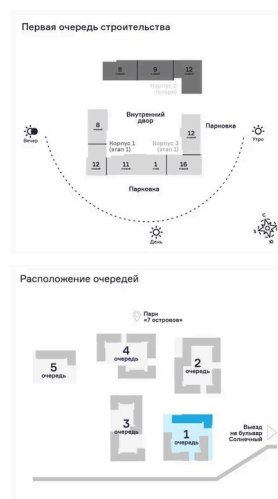 Первая очередь строительства
8 9 12
Корпус 2
8
Внутренний
двор
12
Парковка
Вечер
Утро
Корпус 1
(этап 1)
Корпус 3
(этап 1)
12 11 1 16
Парковка
День
С
Ю
Расположение очередей
Парк
«7 островов»
5
очередь
4
очередь
2
очередь
3
очередь
1
очередь
Выезд
на бульвар
Солнечный